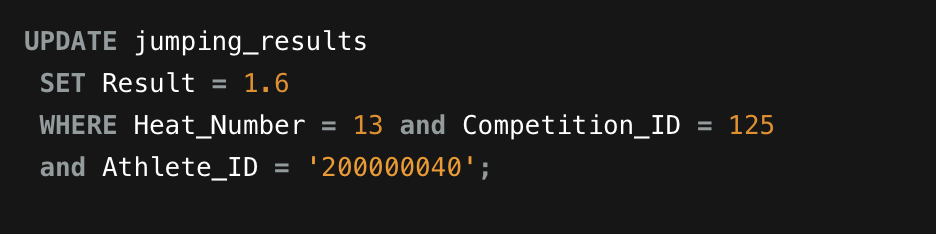 UPDATE jumping_results
SET Result = 1.6
WHERE Heat_Number = 13 and Competition_ID = 125
and Athlete_ID = '200000040';